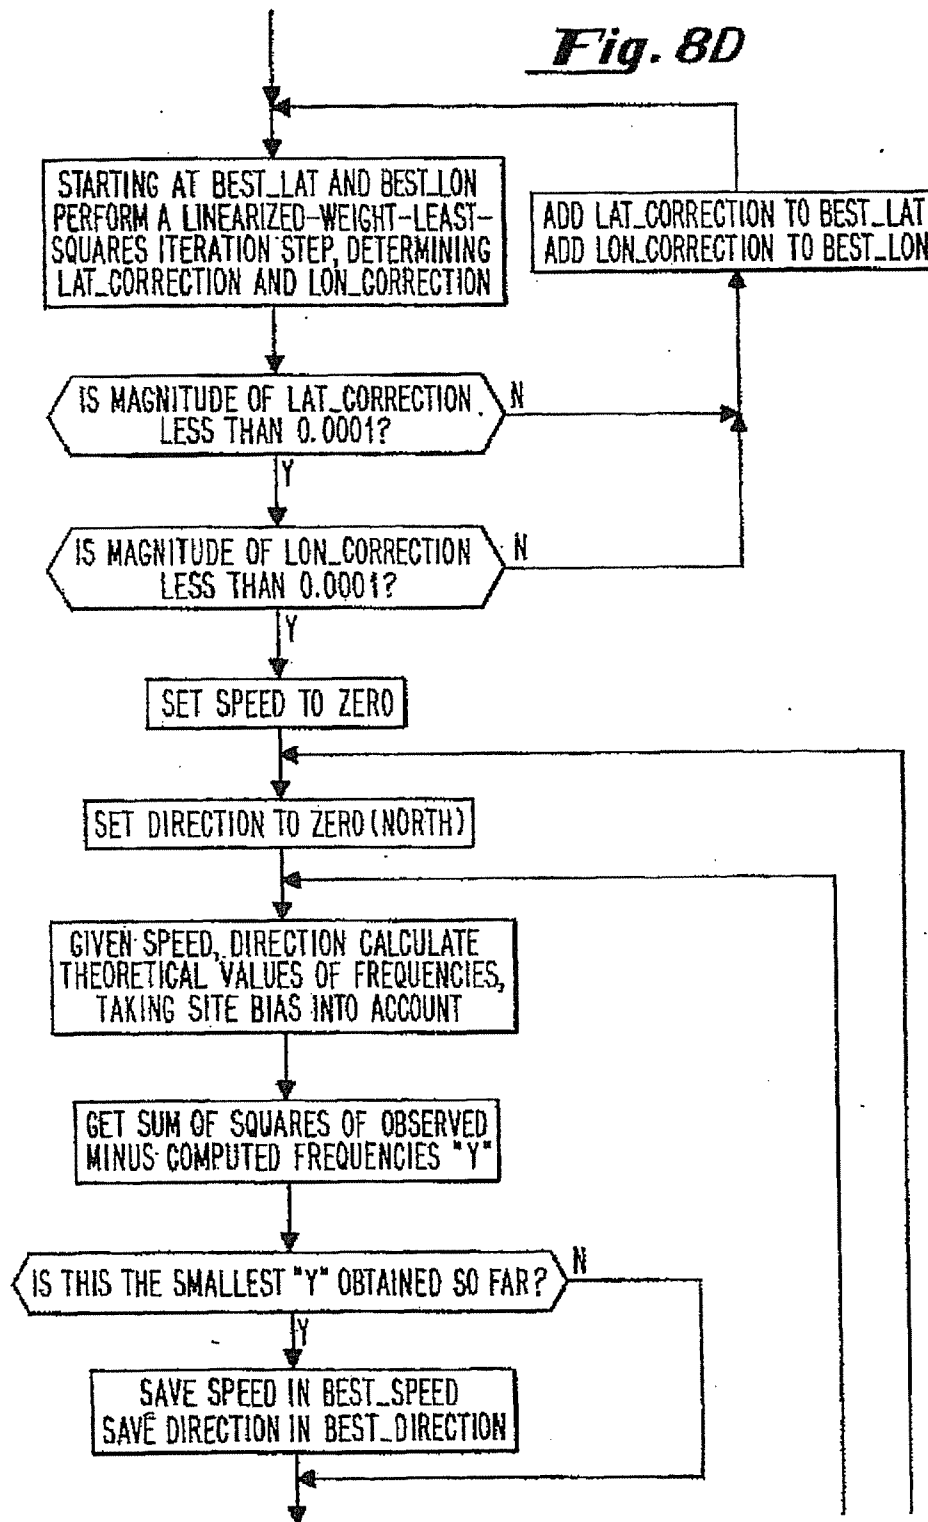 Fig. 8D
STARTING AT BEST_LAT AND BEST_LON
PERFORM A LINEARIZED-WEIGHT-LEAST-
SQUARES ITERATION STEP, DETERMINING
LAT_CORRECTION AND LON_CORRECTION
ADD LAT_CORRECTION TO BEST_LAT
ADD LON_CORRECTION TO BEST_LON
IS MAGNITUDE OF LAT_CORRECTION
LESS THAN 0.0001?
N
Y
IS MAGNITUDE OF LON_CORRECTION
LESS THAN 0.0001?
N
Y
SET SPEED TO ZERO
SET DIRECTION TO ZERO (NORTH)
GIVEN SPEED, DIRECTION CALCULATE
THEORETICAL VALUES OF FREQUENCIES,
TAKING SITE BIAS INTO ACCOUNT
GET SUM OF SQUARES OF OBSERVED
MINUS COMPUTED FREQUENCIES "Y"
IS THIS THE SMALLEST "Y" OBTAINED SO FAR?
N
Y
SAVE SPEED IN BEST_SPEED
SAVE DIRECTION IN BEST_DIRECTION